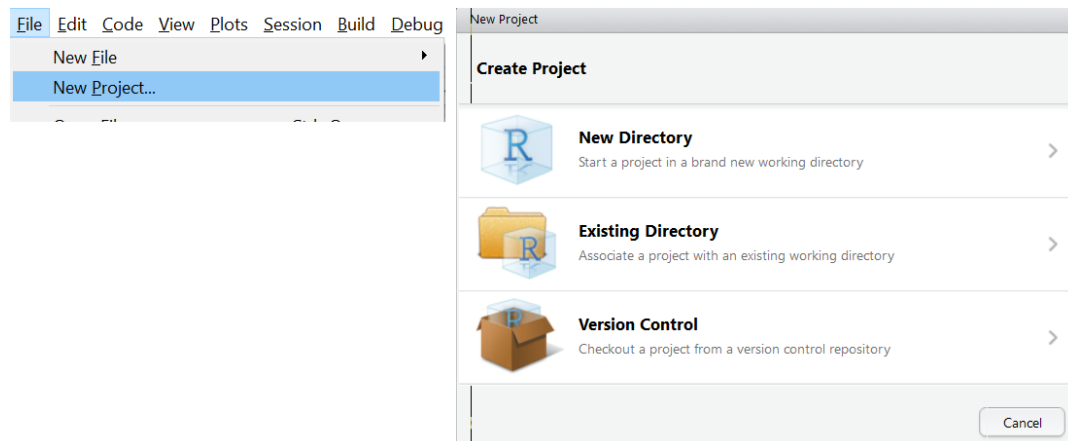 File Edit Code View Plots Session Build Debug
New File
New Project...
New Project
Create Project
New Directory
Start a project in a brand new working directory
Existing Directory
Associate a project with an existing working directory
Version Control
Checkout a project from a version control repository
Cancel